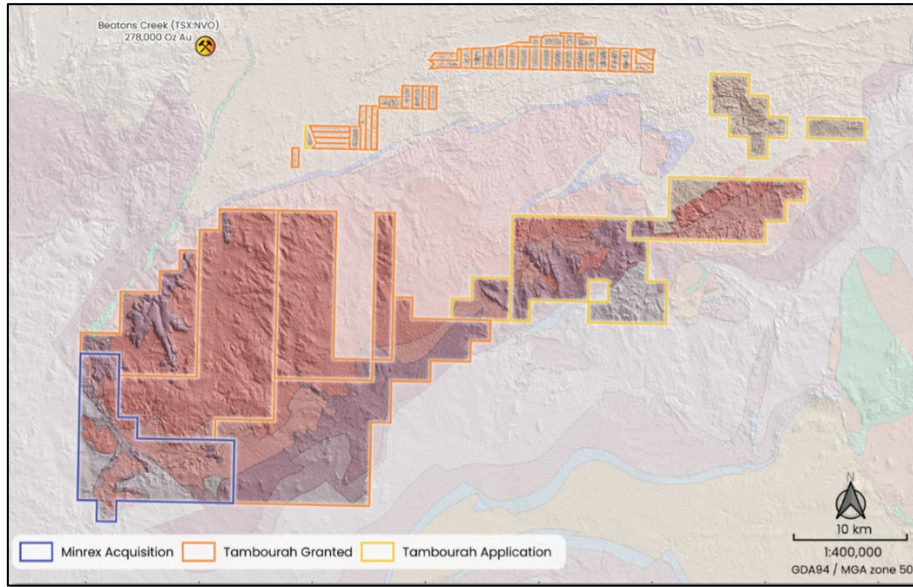 Beatons Creek (TSX:NVO)
278,000 Oz Au
N
10 km
1:400,000
GDA94 / MGA zone 50
Minrex Acquisition
Tambourah Granted
Tambourah Application